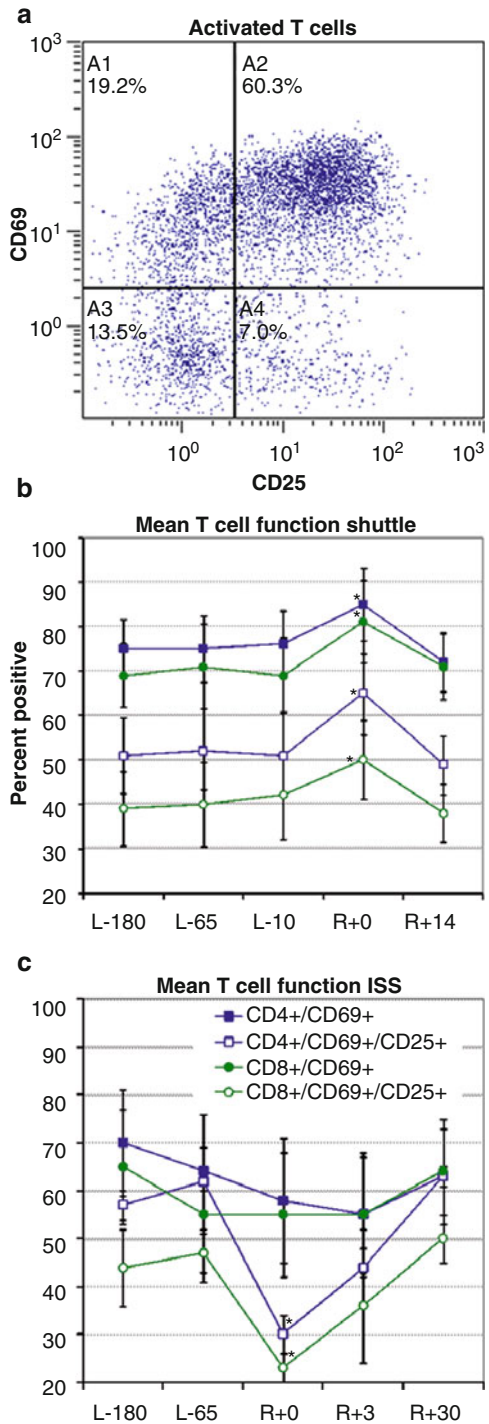 a
Activated T cells
10³
10²
10¹
10⁰
CD69
A1
19.2%
A2
60.3%
A3
13.5%
A4
7.0%
10⁰ 10¹ 10² 10³
CD25
b
Mean T cell function shuttle
Percent positive
100
90
80
70
60
50
40
30
20
*
*
*
*
L-180 L-65 L-10 R+0 R+14
c
Mean T cell function ISS
100
90
80
70
60
50
40
30
20
CD4+/CD69+
CD4+/CD69+/CD25+
CD8+/CD69+
CD8+/CD69+/CD25+
*
*
L-180 L-65 R+0 R+3 R+30